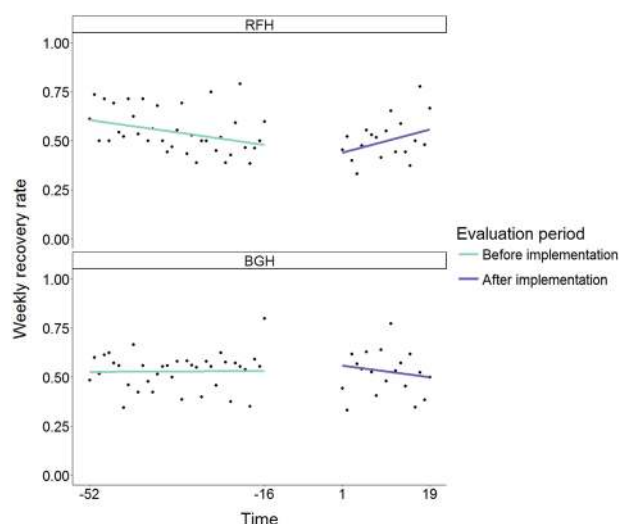 RFH
1.00
0.75
0.50
0.25
0.00
BGH
1.00
0.75
0.50
0.25
0.00
-52
-16
1
19
Time
Weekly recovery rate
Evaluation period
Before implementation
After implementation